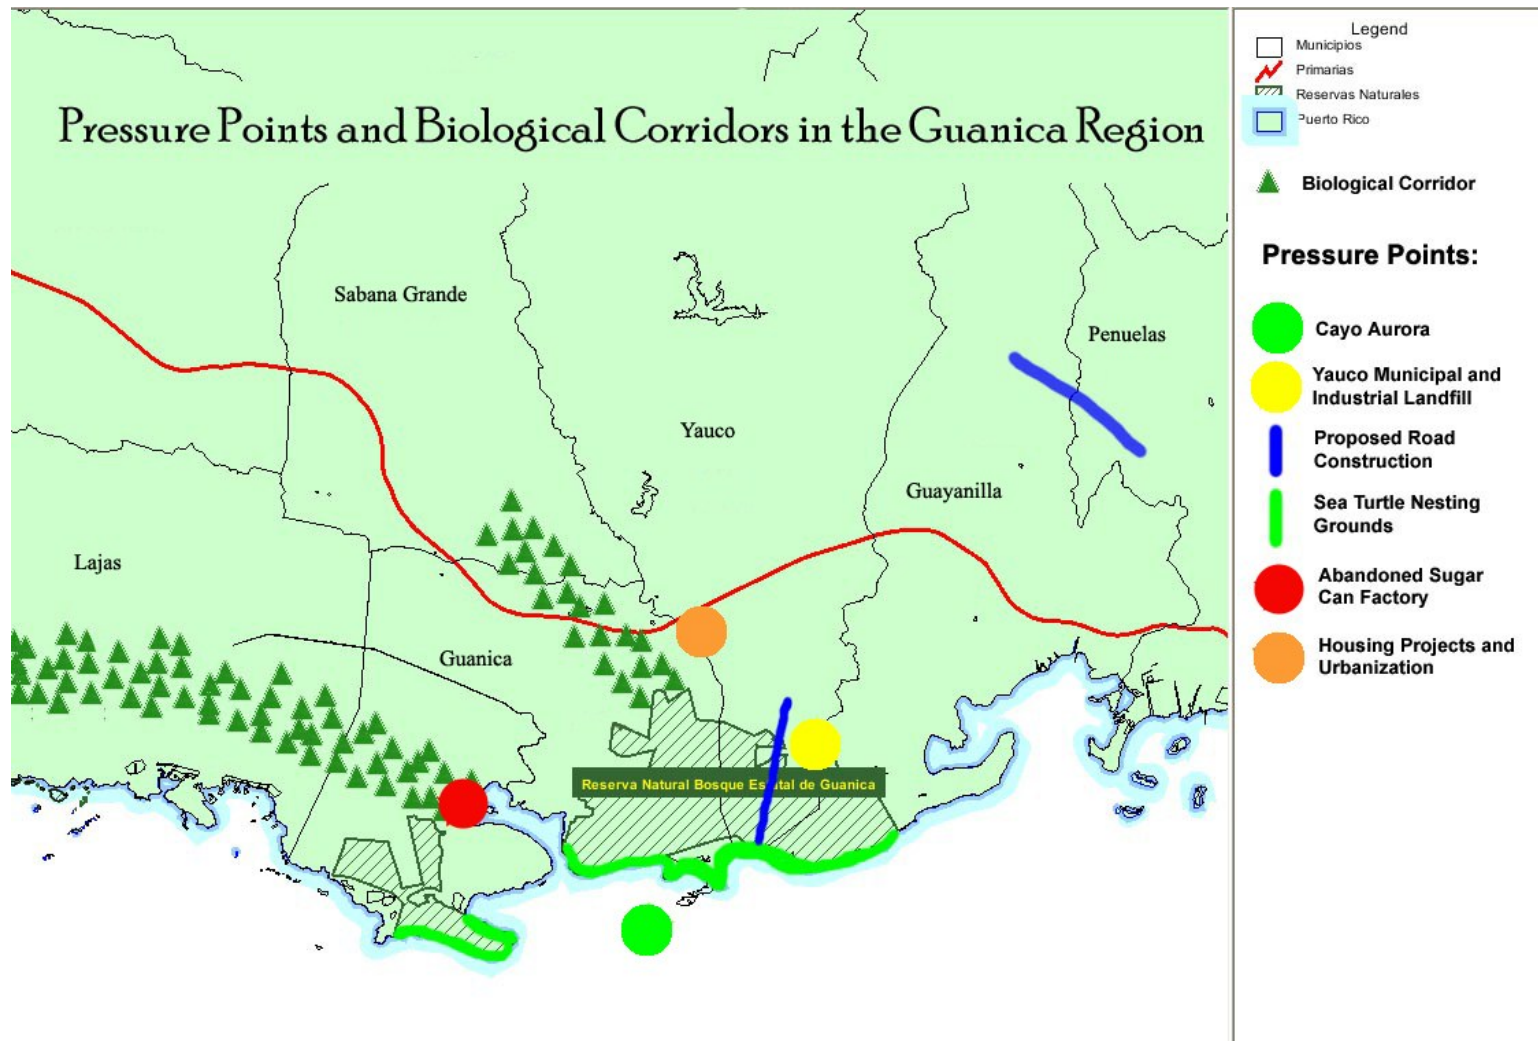 Pressure Points and Biological Corridors in the Guanica Region
Sabana Grande
Penuelas
Yauco
Guayanilla
Lajas
Guanica
Reserva Natural Bosque Estatal de Guanica
Legend
Municipios
Primarias
Reservas Naturales
Puerto Rico
Biological Corridor
Pressure Points:
Cayo Aurora
Yauco Municipal and
Industrial Landfill
Proposed Road
Construction
Sea Turtle Nesting
Grounds
Abandoned Sugar
Can Factory
Housing Projects and
Urbanization